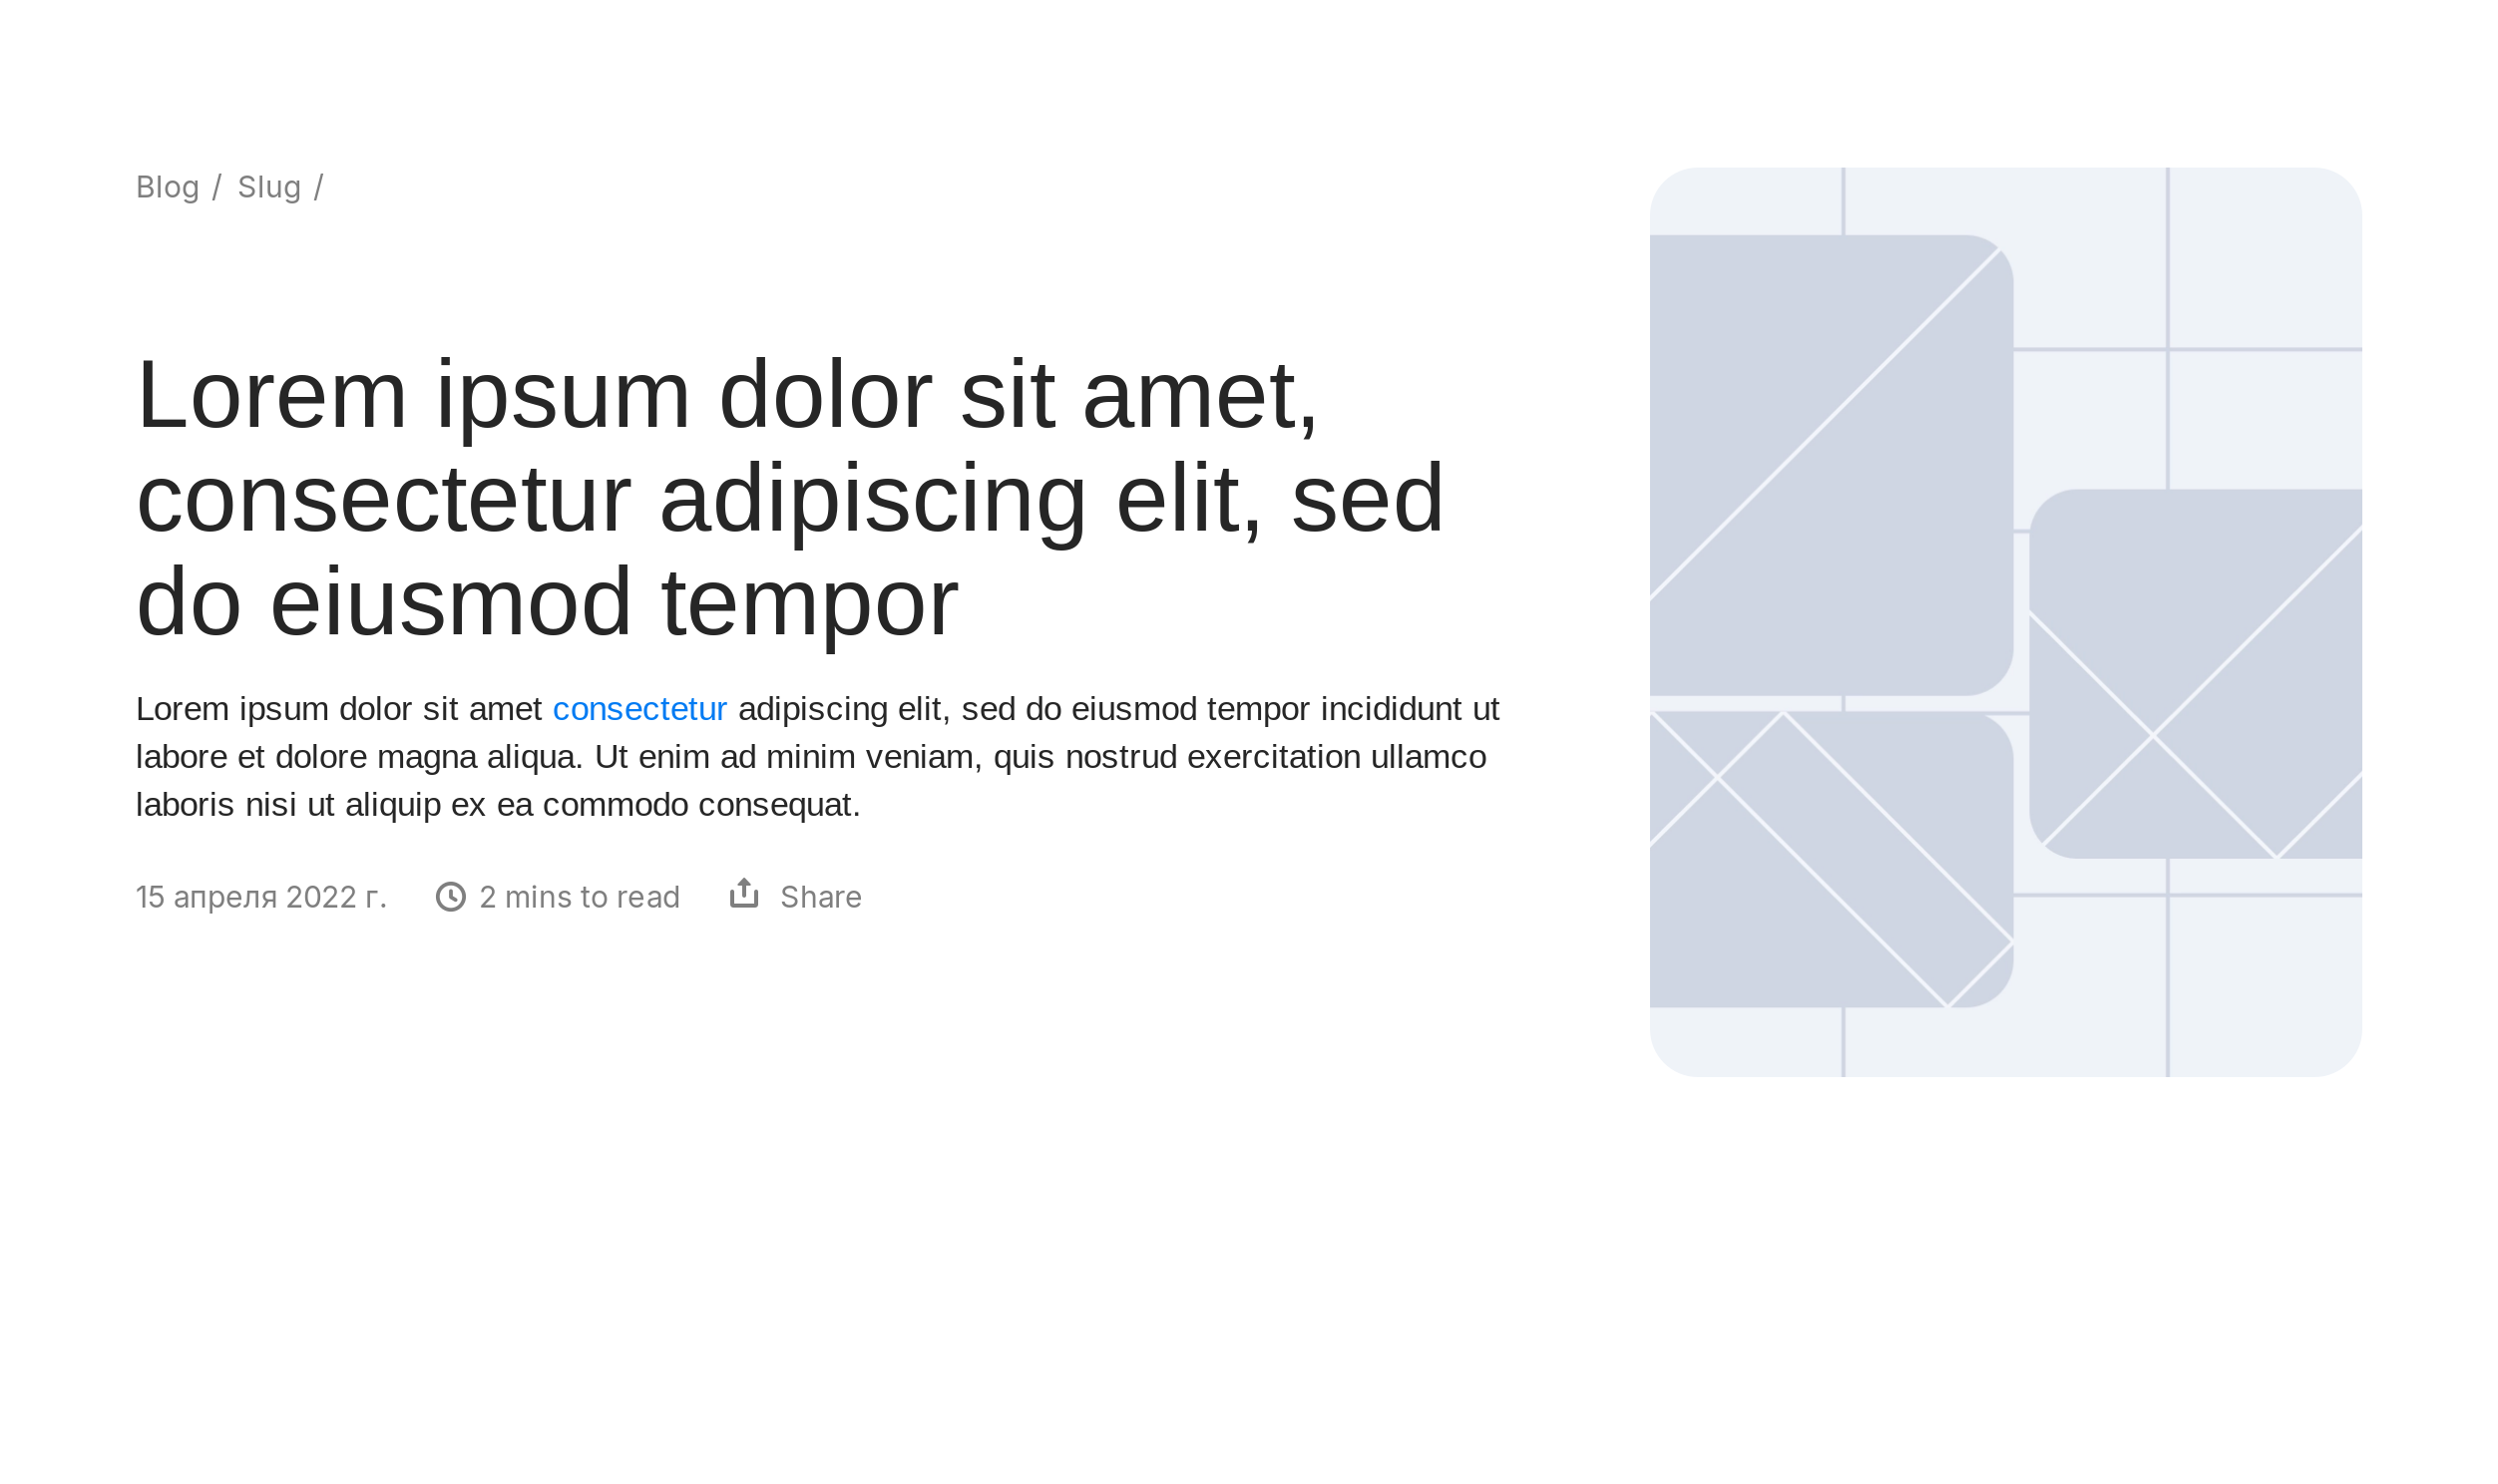 Blog / Slug /
Lorem ipsum dolor sit amet,
consectetur adipiscing elit, sed
do eiusmod tempor
Lorem ipsum dolor sit amet consectetur adipiscing elit, sed do eiusmod tempor incididunt ut
labore et dolore magna aliqua. Ut enim ad minim veniam, quis nostrud exercitation ullamco
laboris nisi ut aliquip ex ea commodo consequat.
15 апреля 2022 г. 2 mins to read Share